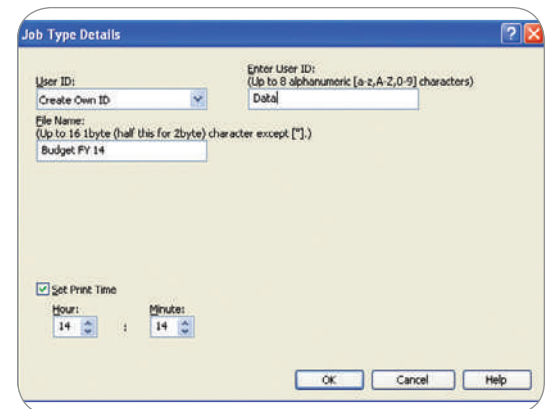 Job Type Details
Enter User ID:
User ID: (Up to 8 alphanumeric [a-z,A-Z,0-9] characters)
Create Own ID Data
File Name:
(Up to 16 1byte (half this for 2byte) character except ["].)
Budget FY 14
Set Print Time
Hour: Minute:
14 : 14
OK Cancel Help